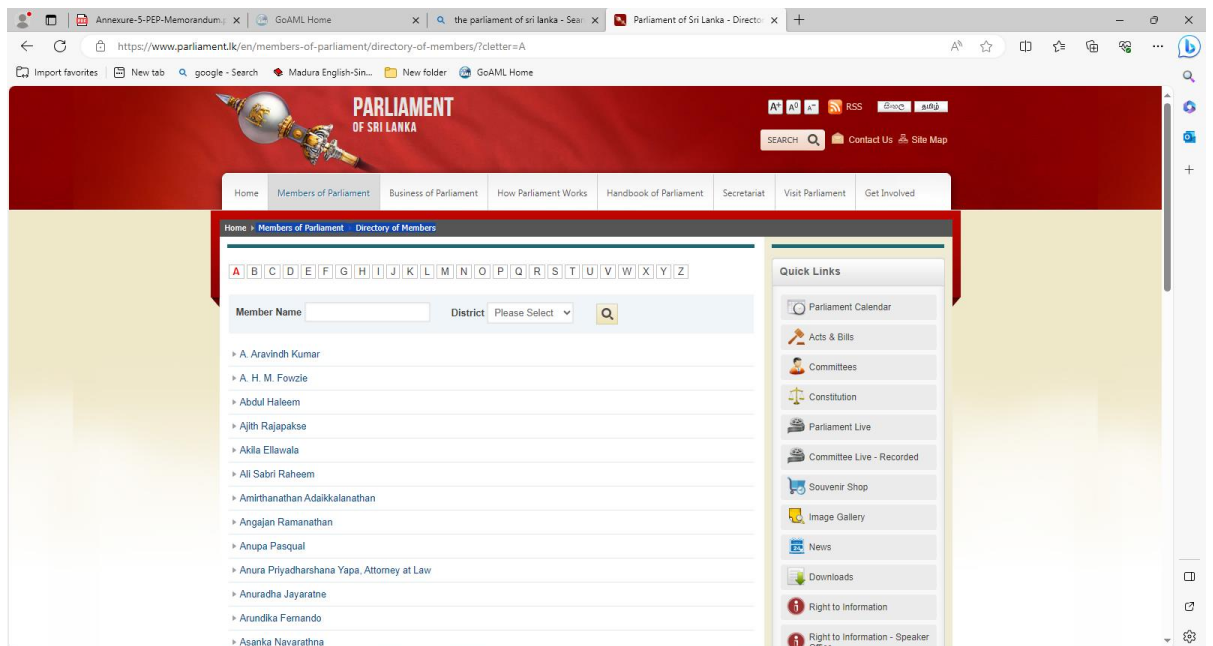 Annexure-5-PEP-Memorandum.p
GoAML Home
the parliament of sri lanka - Sear
Parliament of Sri Lanka - Director
https://www.parliament.lk/en/members-of-parliament/directory-of-members/?cletter=A
Import favorites
New tab
google - Search
Madura English-Sin...
New folder
GoAML Home
PARLIAMENT
OF SRI LANKA
A+ A0 A- RSS සිංහල தமிழ்
SEARCH Contact Us Site Map
Home Members of Parliament Business of Parliament How Parliament Works Handbook of Parliament Secretariat Visit Parliament Get Involved
Home Members of Parliament Directory of Members
A B C D E F G H I J K L M N O P Q R S T U V W X Y Z
Member Name District Please Select
A. Aravindh Kumar
A. H. M. Fowzie
Abdul Haleem
Ajith Rajapakse
Akila Ellawala
Ali Sabri Raheem
Amirthanathan Adaikkalanathan
Angajan Ramanathan
Anupa Pasqual
Anura Priyadharshana Yapa, Attorney at Law
Anuradha Jayaratne
Arundika Fernando
Asanka Navarathna
Quick Links
Parliament Calendar
Acts & Bills
Committees
Constitution
Parliament Live
Committee Live - Recorded
Souvenir Shop
Image Gallery
News
Downloads
Right to Information
Right to Information - Speaker